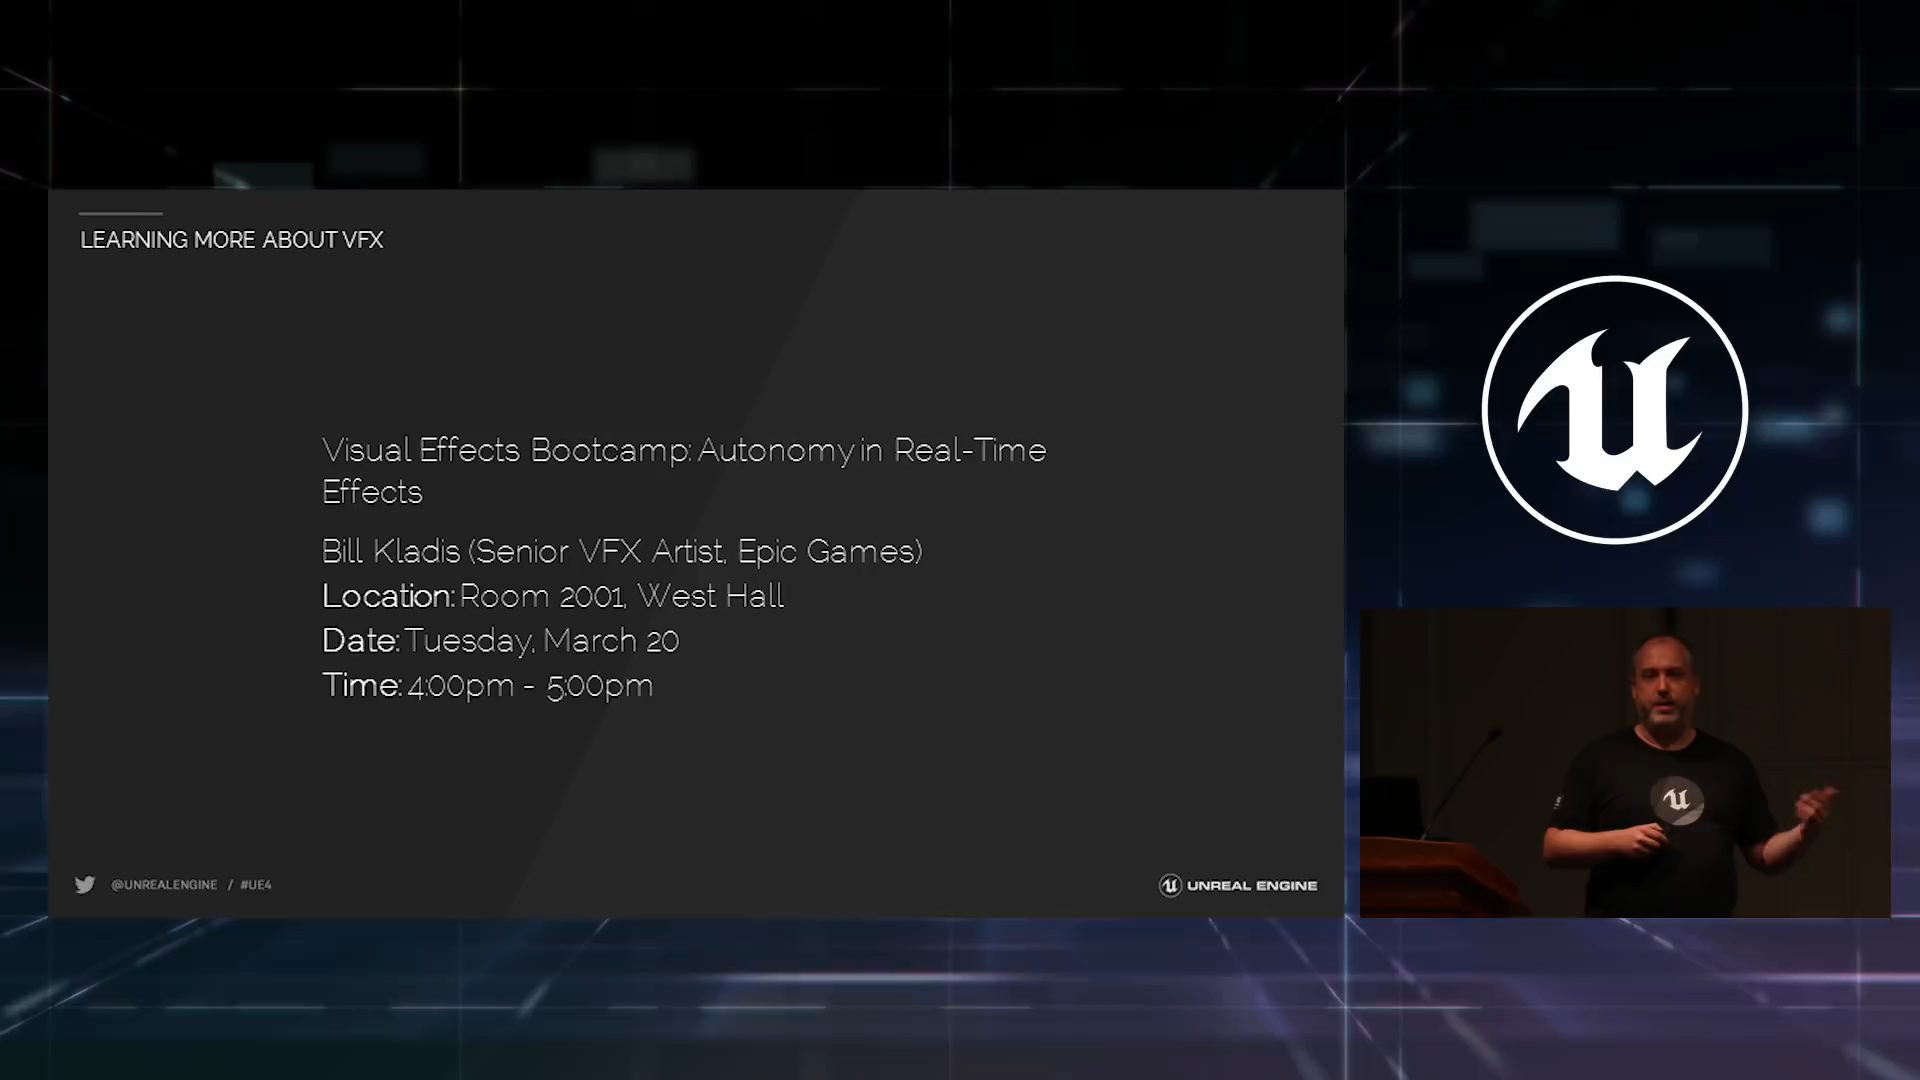 LEARNING MORE ABOUT VFX
Visual Effects Bootcamp: Autonomy in Real-Time
Effects
Bill Kladis (Senior VFX Artist, Epic Games)
Location: Room 2001, West Hall
Date: Tuesday, March 20
Time: 4:00pm - 5:00pm
@UNREALENGINE / #UE4
UNREAL ENGINE